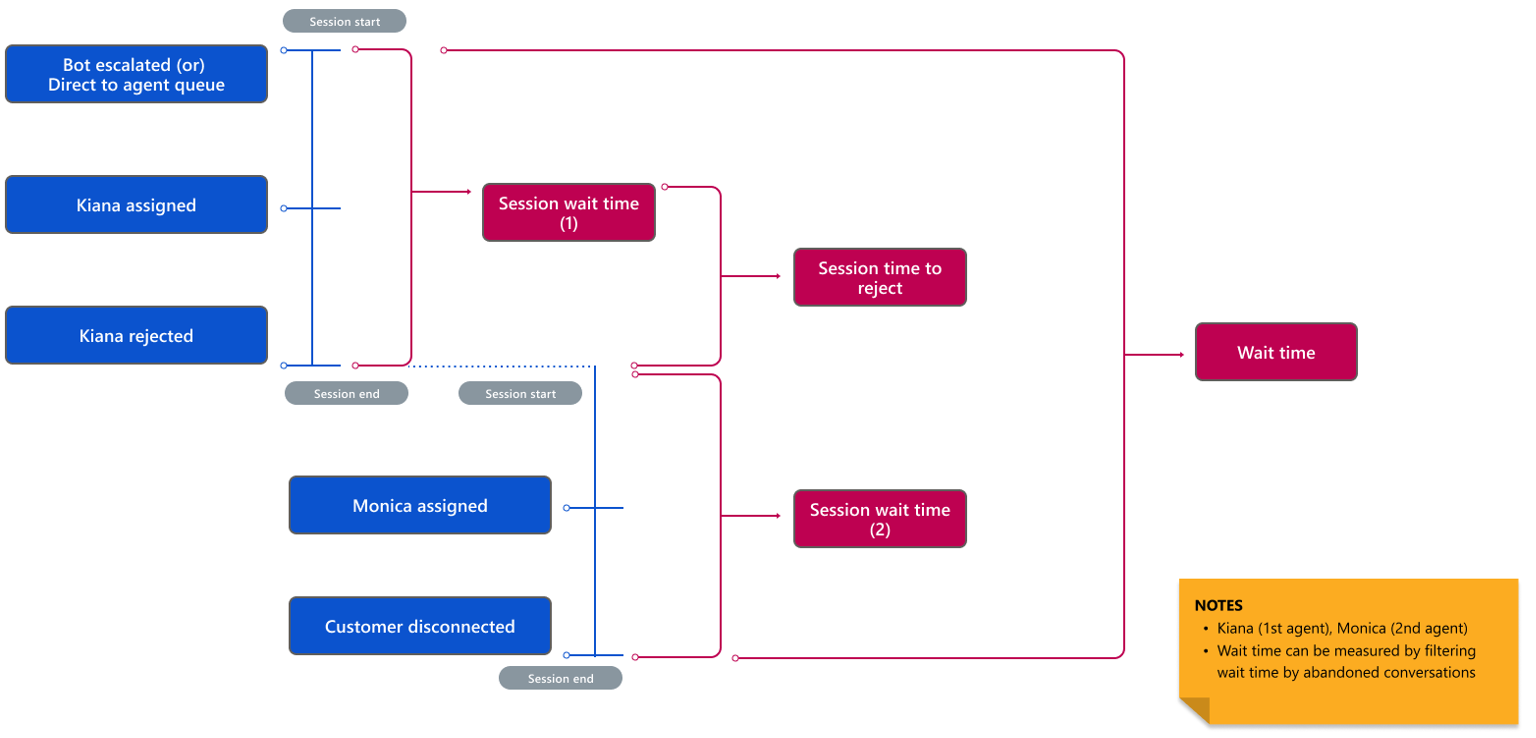 Session start
Bot escalated (or)
Direct to agent queue
Kiana assigned
Session wait time
(1)
Session time to
reject
Kiana rejected
Wait time
Session end
Session start
Monica assigned
Session wait time
(2)
Customer disconnected
Session end
NOTES
• Kiana (1st agent), Monica (2nd agent)
• Wait time can be measured by filtering
wait time by abandoned conversations